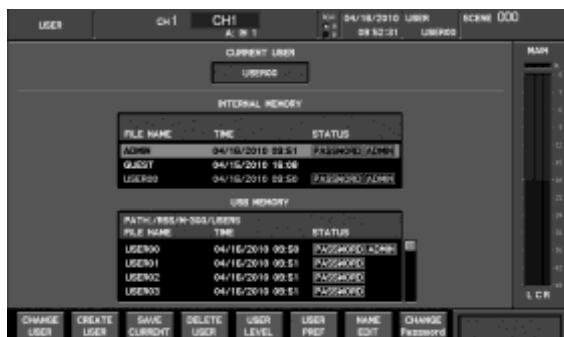 USER CH1 CH1 04/16/2010 USER SCENE 000
09:52:31 USER00
CURRENT USER MAIN
USER00
INTERNAL MEMORY
FILE NAME TIME STATUS
ADMIN 04/16/2010 09:51 PASSWORD ADMIN
GUEST 04/15/2010 16:06
USER00 04/16/2010 09:50 PASSWORD ADMIN
USB MEMORY
PATH:/RSS/M-300/USERS
FILE NAME TIME STATUS
USER00 04/16/2010 09:50 PASSWORD ADMIN
USER01 04/16/2010 09:51 PASSWORD
USER02 04/16/2010 09:51 PASSWORD
USER03 04/16/2010 09:51 PASSWORD
L C R
CHANGE USER
CREATE USER
SAVE CURRENT
DELETE USER
USER LEVEL
USER PREF
NAME EDIT
CHANGE Password